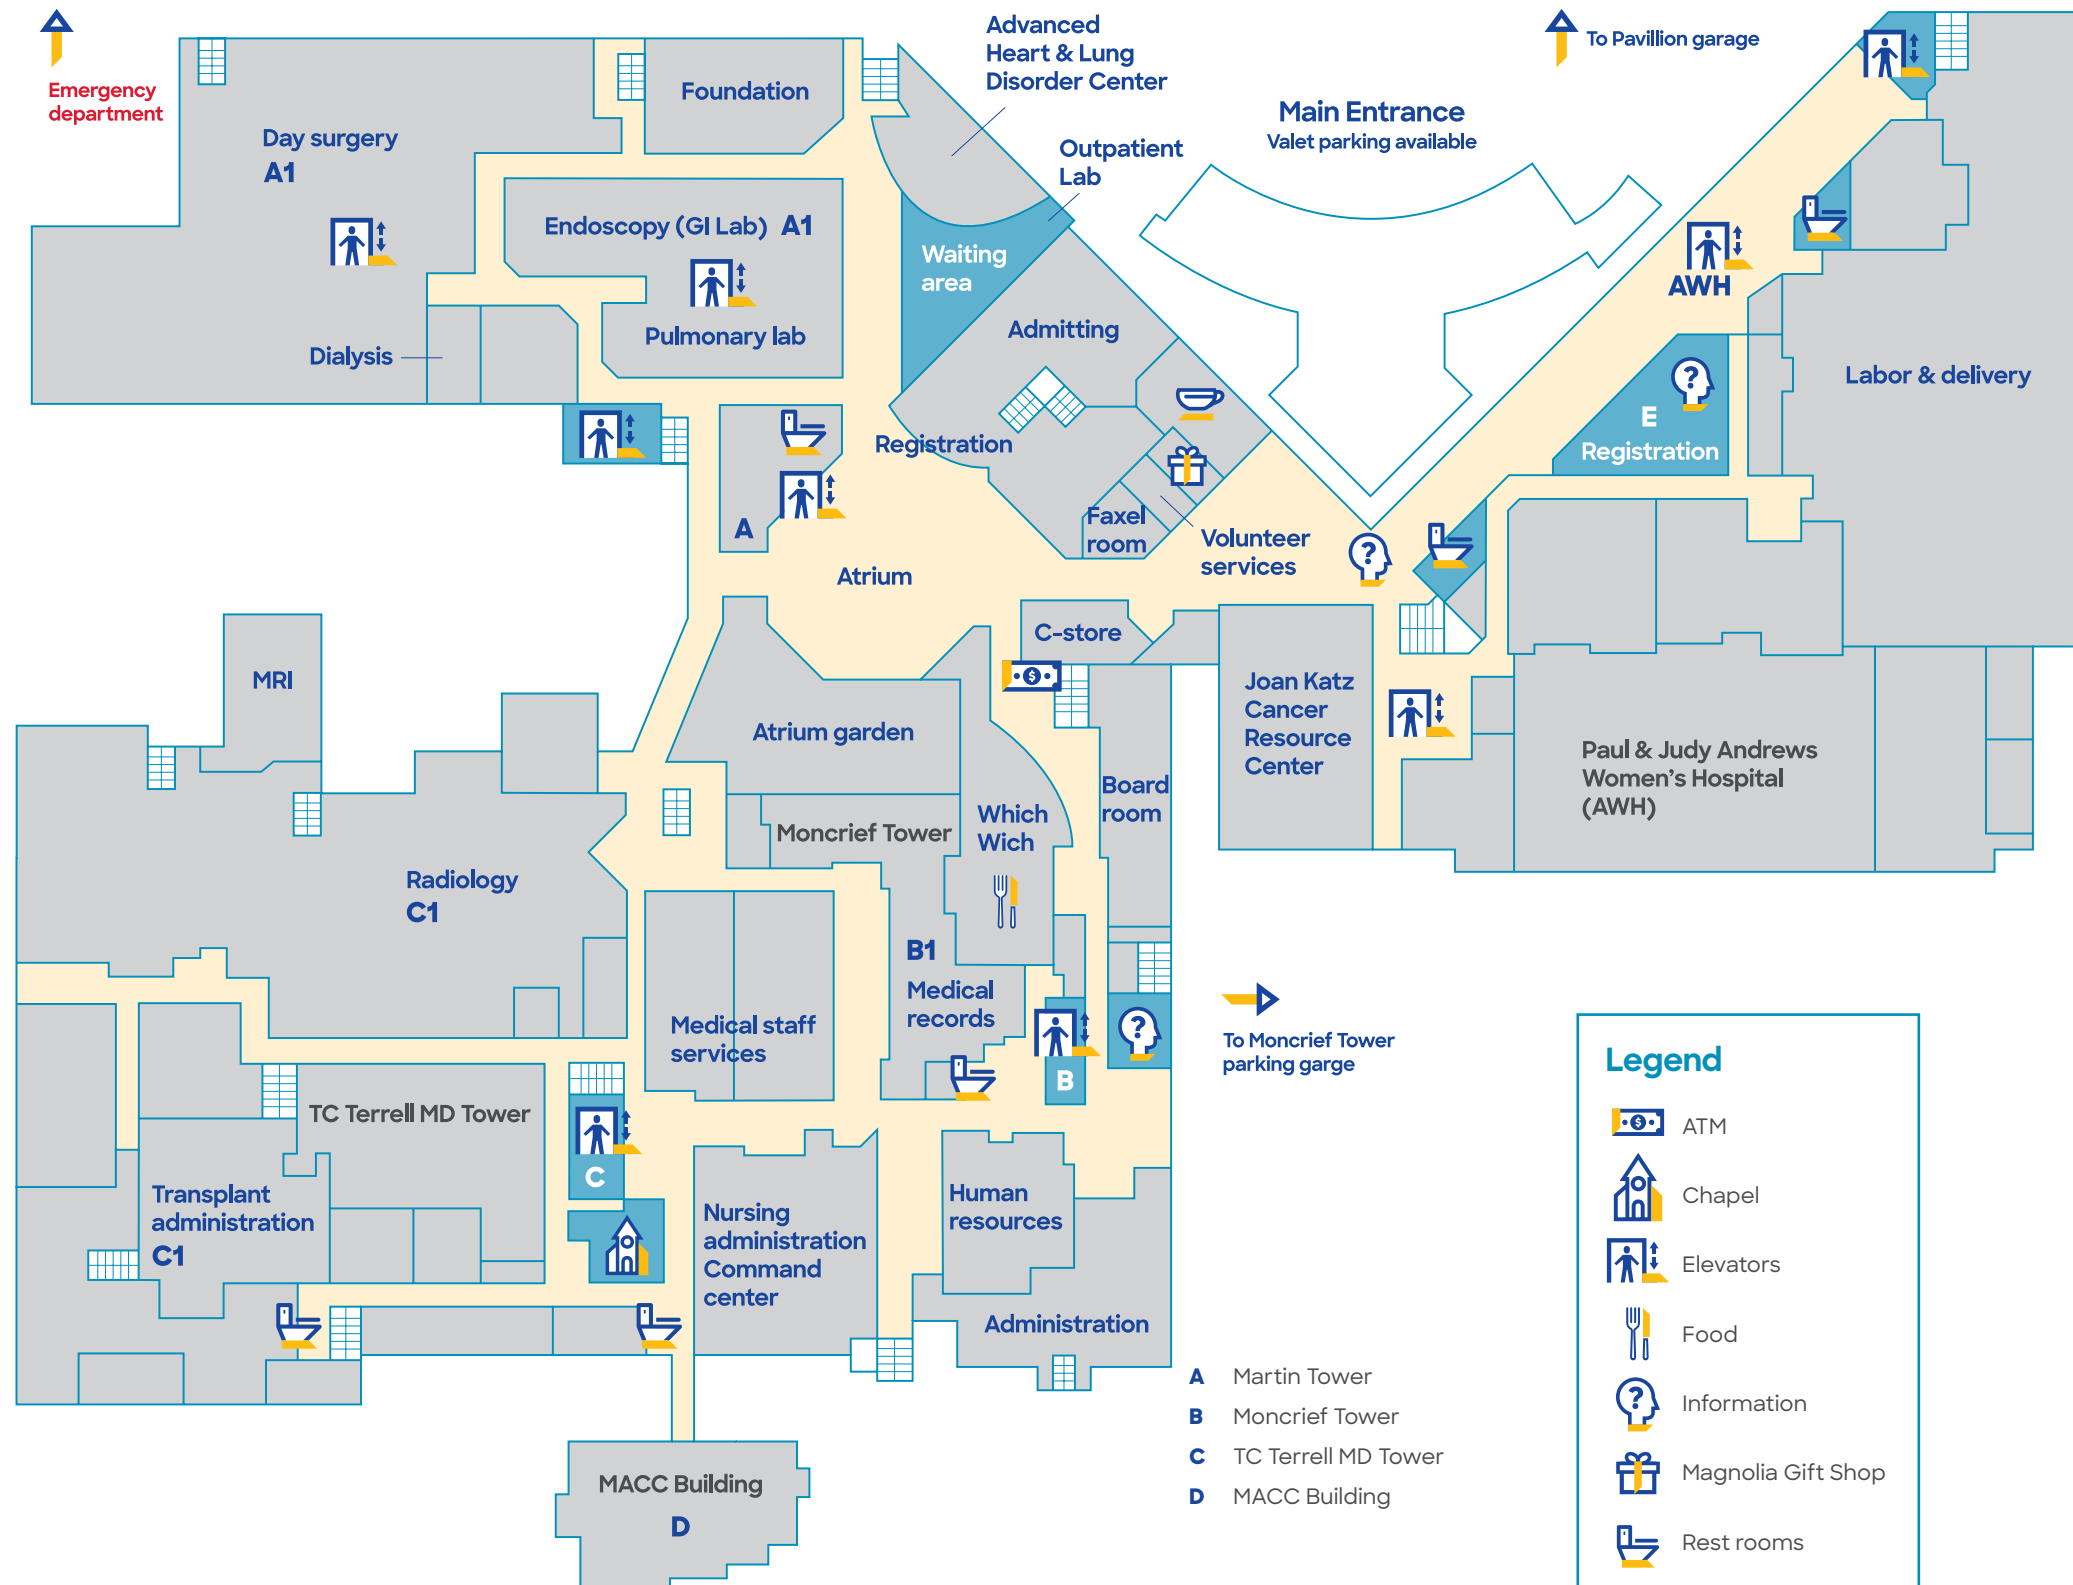 Emergency
department
Day surgery
A1
Foundation
Advanced
Heart & Lung
Disorder Center
Outpatient
Lab
Main Entrance
Valet parking available
To Pavillion garage
Endoscopy (GI Lab) A1
Pulmonary lab
Dialysis
Waiting
area
Admitting
Registration
A
Faxel
room
Volunteer
services
Atrium
AWH
E
Registration
?
Labor & delivery
?
C-store
$
MRI
Atrium garden
Joan Katz
Cancer
Resource
Center
Paul & Judy Andrews
Women's Hospital
(AWH)
Board
room
Which
Wich
Moncrief Tower
Radiology
C1
B1
Medical
records
Medical staff
services
?
B
To Moncrief Tower
parking garge
TC Terrell MD Tower
C
Transplant
administration
C1
Nursing
administration
Command
center
Human
resources
Administration
MACC Building
D
A Martin Tower
B Moncrief Tower
C TC Terrell MD Tower
D MACC Building
Legend
$ ATM
Chapel
Elevators
Food
? Information
Magnolia Gift Shop
Rest rooms